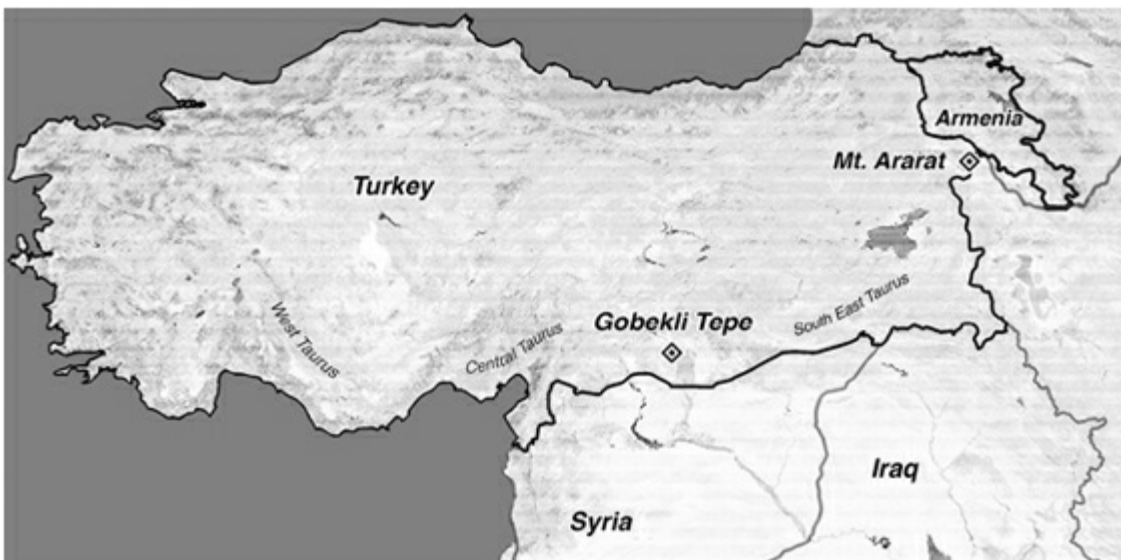 Armenia
Mt. Ararat
Turkey
West Taurus
Central Taurus
Gobekli Tepe
South East Taurus
Iraq
Syria